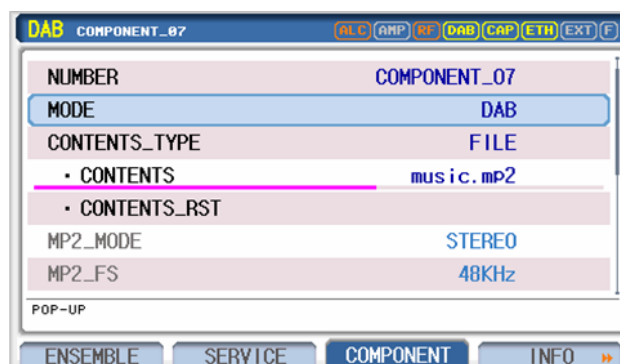 DAB COMPONENT_07 ALC AMP RF DAB CAP ETH EXT F
NUMBER COMPONENT_07
MODE DAB
CONTENTS_TYPE FILE
· CONTENTS music.mp2
· CONTENTS_RST
MP2_MODE STEREO
MP2_FS 48KHz
POP-UP
ENSEMBLE SERVICE COMPONENT INFO